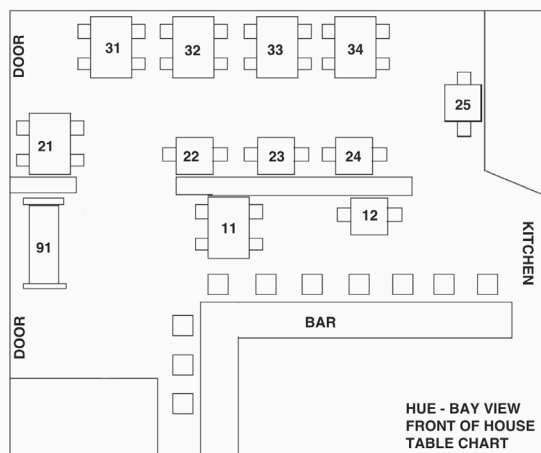 DOOR
31
32
33
34
25
21
22
23
24
11
12
91
KITCHEN
DOOR
BAR
HUE - BAY VIEW
FRONT OF HOUSE
TABLE CHART